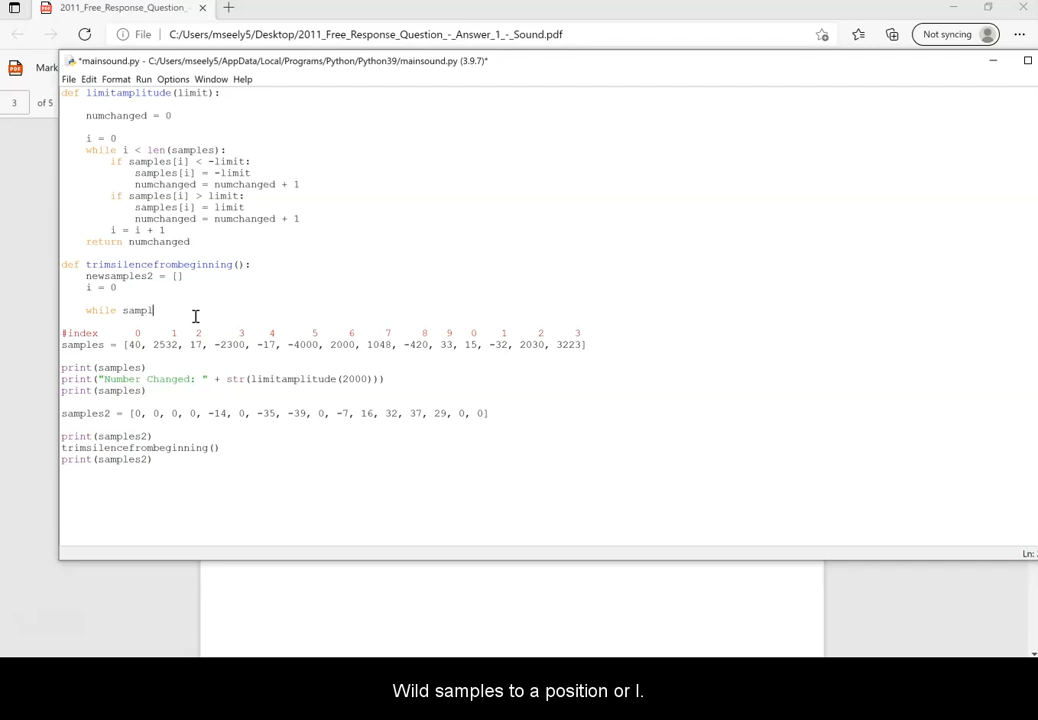 2011_Free_Response_Question_-
File C:/Users/mseely5/Desktop/2011_Free_Response_Question_-_Answer_1_-_Sound.pdf Not syncing
*mainsound.py - C:/Users/mseely5/AppData/Local/Programs/Python/Python39/mainsound.py (3.9.7)*
Mark
File Edit Format Run Options Window Help
3 of 5
def limitamplitude(limit):
numchanged = 0
i = 0
while i < len(samples):
if samples[i] < -limit:
samples[i] = -limit
numchanged = numchanged + 1
if samples[i] > limit:
samples[i] = limit
numchanged = numchanged + 1
i = i + 1
return numchanged
def trimsilencefrombeginning():
newsamples2 = []
i = 0
while sampl
#index 0 1 2 3 4 5 6 7 8 9 0 1 2 3
samples = [40, 2532, 17, -2300, -17, -4000, 2000, 1048, -420, 33, 15, -32, 2030, 3223]
print(samples)
print("Number Changed: " + str(limitamplitude(2000)))
print(samples)
samples2 = [0, 0, 0, 0, -14, 0, -35, -39, 0, -7, 16, 32, 37, 29, 0, 0]
print(samples2)
trimsilencefrombeginning()
print(samples2)
Ln:
Wild samples to a position or I.